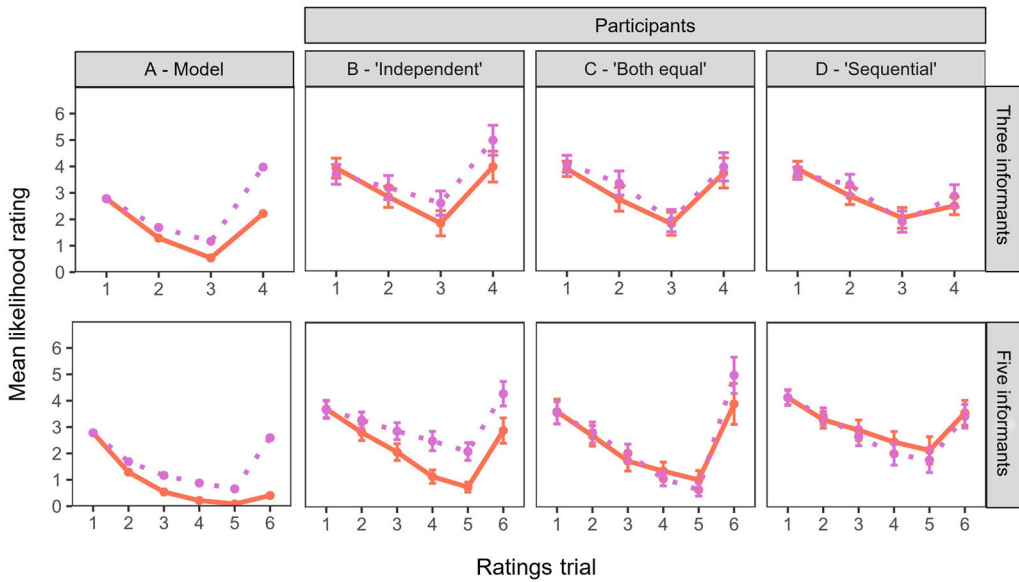 Participants
A - Model
B - 'Independent'
C - 'Both equal'
D - 'Sequential'
Mean likelihood rating
6
5
4
3
2
1
0
1 2 3 4
1 2 3 4
1 2 3 4
1 2 3 4
Three informants
6
5
4
3
2
1
0
1 2 3 4 5 6
1 2 3 4 5 6
1 2 3 4 5 6
1 2 3 4 5 6
Five informants
Ratings trial